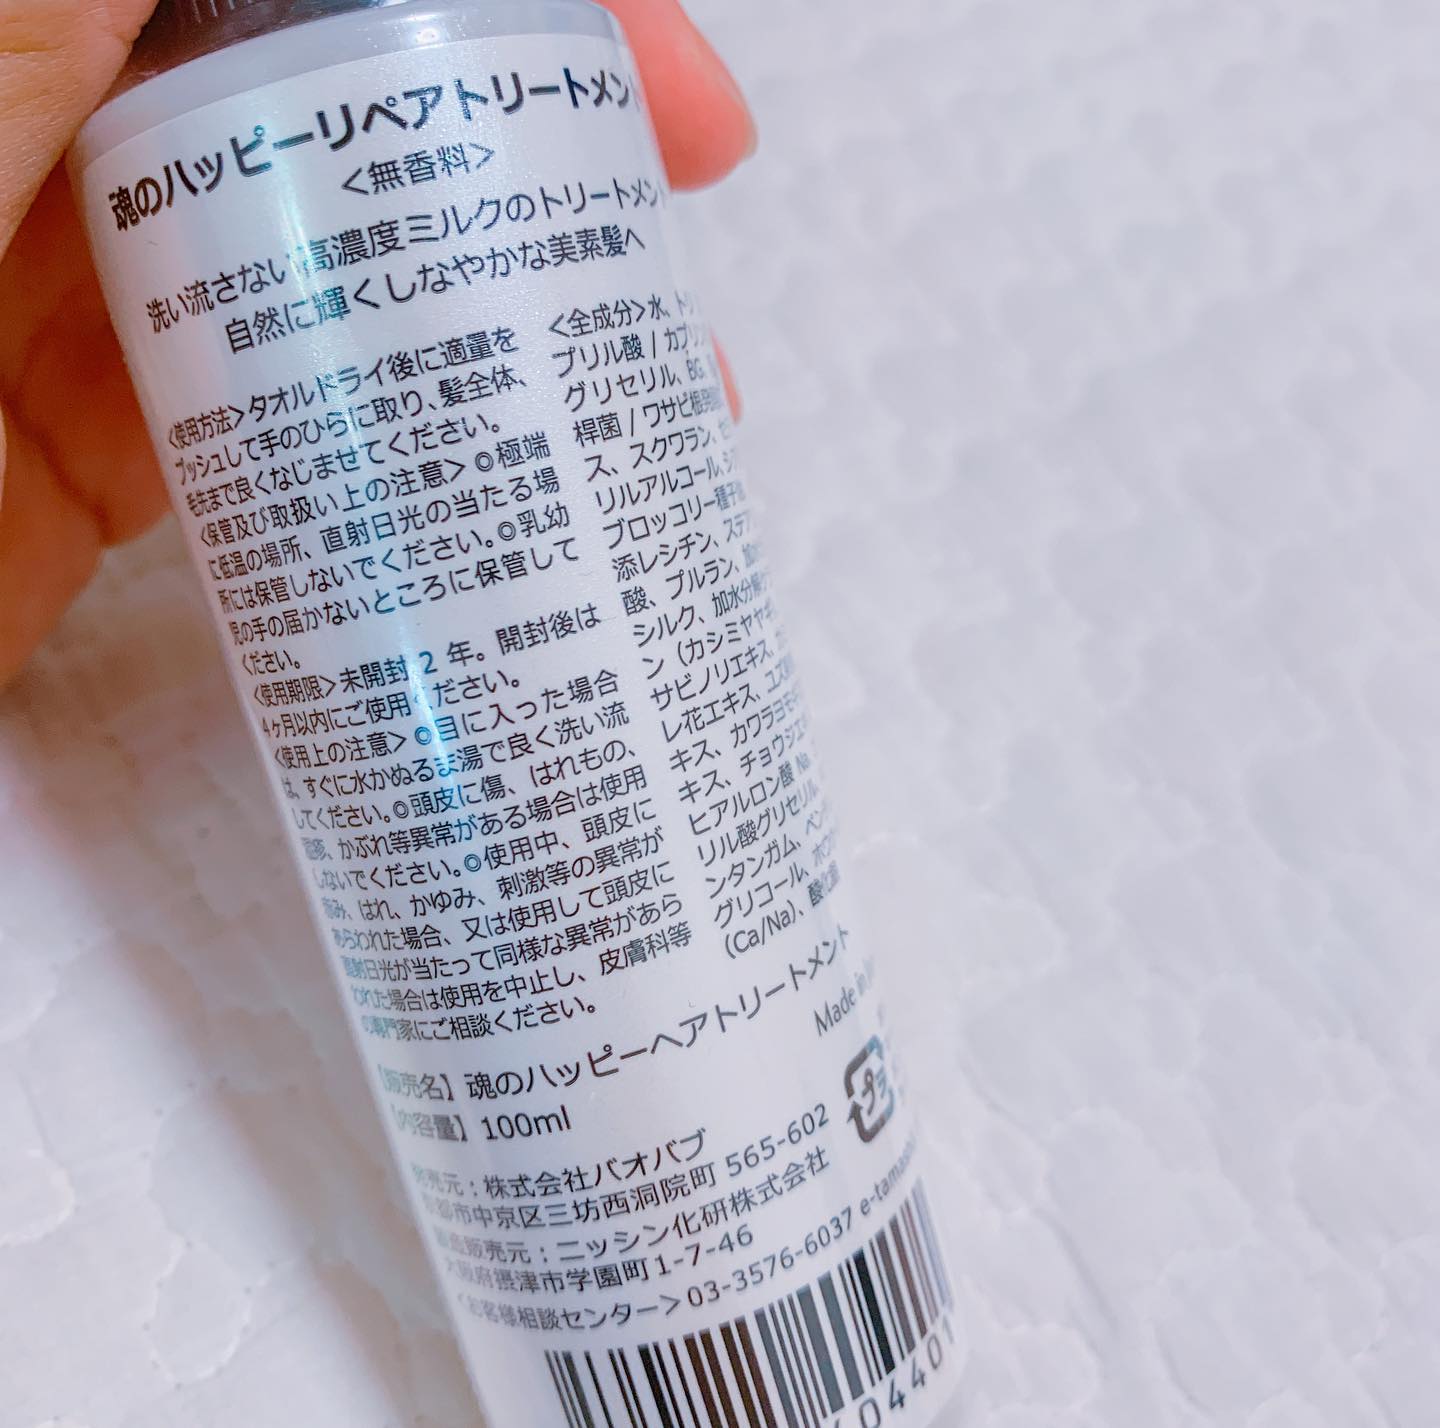 魂のハッピーリペアトリートメント
<無香料>
洗い流さない高濃度ミルクのトリートメント
自然に輝くしなやかな美素髪へ
<使用方法>タオルドライ後に適量を
プッシュして手のひらに取り、髪全体、
毛先まで良くなじませてください。
<保管及び取扱い上の注意>◎極端
に低温の場所、直射日光の当たる場
所には保管しないでください。◎乳幼
児の手の届かないところに保管して
ください。
<使用期限>未開封2年。開封後は
4ヶ月以内にご使用ください。
<使用上の注意>◎目に入った場合
は、すぐに水かぬるま湯で良く洗い流
してください。◎頭皮に傷、はれもの、
湿疹、かぶれ等異常がある場合は使用
しないでください。◎使用中、頭皮に
赤み、はれ、かゆみ、刺激等の異常が
あらわれた場合、又は使用して頭皮に
直射日光が当たって同様な異常があら
われた場合は使用を中止し、皮膚科等
の専門家にご相談ください。
<全成分>水、トリ
プリル酸/カプリン
グリセリル、BG、
桿菌/ワサビ根発酵
ス、スクワラン、
リルアルコール、
ブロッコリー種子
添レシチン、ステア
酸、プルラン、
シルク、加水分解
ン(カシミヤヤギ
サビノリエキス、
レ花エキス、ユズ
キス、カワラヨモギ
キス、チョウジエ
ヒアルロン酸Na、
リル酸グリセリル、
ンタンガム、ペン
グリコール、ホウ
(Ca/Na)、酸化
【販売名】魂のハッピーヘアトリートメント
【内容量】100ml
Made in
プラ
発売元:株式会社バオバブ
京都市中京区三坊西洞院町 565-602
製造販売元:ニッシン化研株式会社
大阪府摂津市学園町1-7-46
<お客様相談センター>03-3576-6037 e-tamago
04401